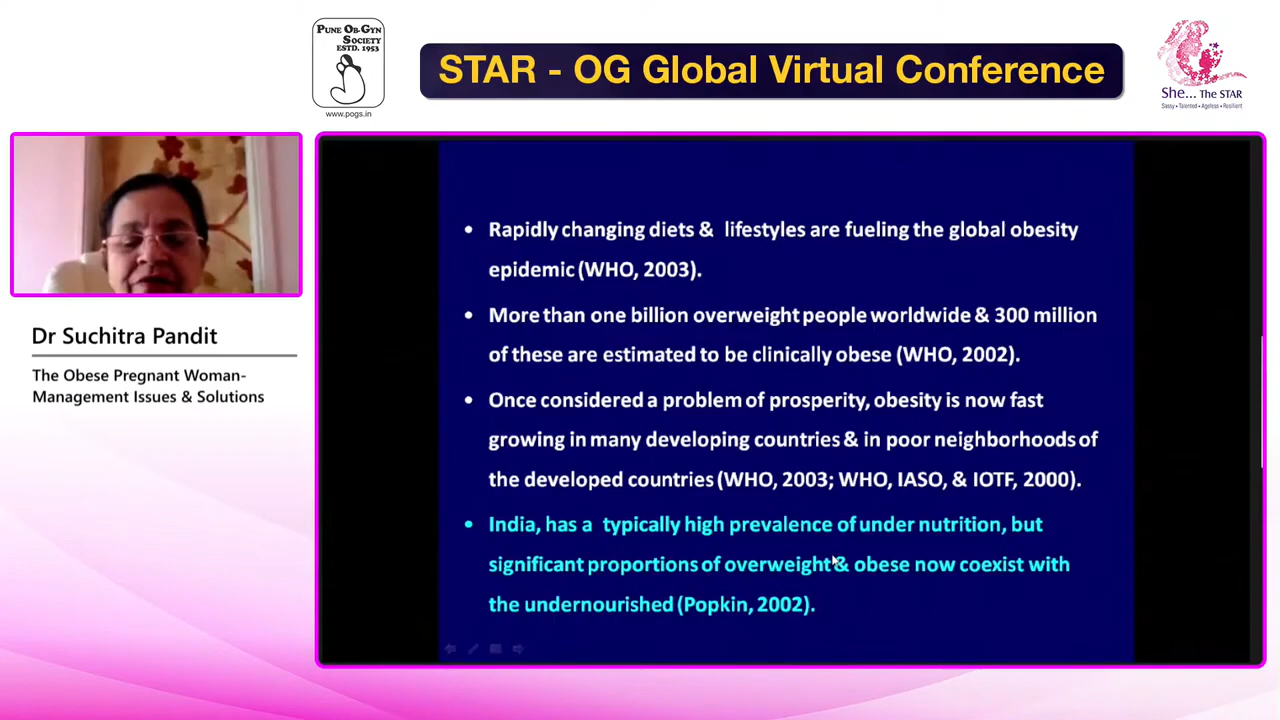 PUNE OB-GYN
SOCIETY
ESTD. 1953
www.pogs.in
STAR - OG Global Virtual Conference
She... The STAR
Sassy • Talented • Ageless • Resilient
Dr Suchitra Pandit
The Obese Pregnant Woman-
Management Issues & Solutions
• Rapidly changing diets & lifestyles are fueling the global obesity
epidemic (WHO, 2003).
• More than one billion overweight people worldwide & 300 million
of these are estimated to be clinically obese (WHO, 2002).
• Once considered a problem of prosperity, obesity is now fast
growing in many developing countries & in poor neighborhoods of
the developed countries (WHO, 2003; WHO, IASO, & IOTF, 2000).
• India, has a typically high prevalence of under nutrition, but
significant proportions of overweight & obese now coexist with
the undernourished (Popkin, 2002).